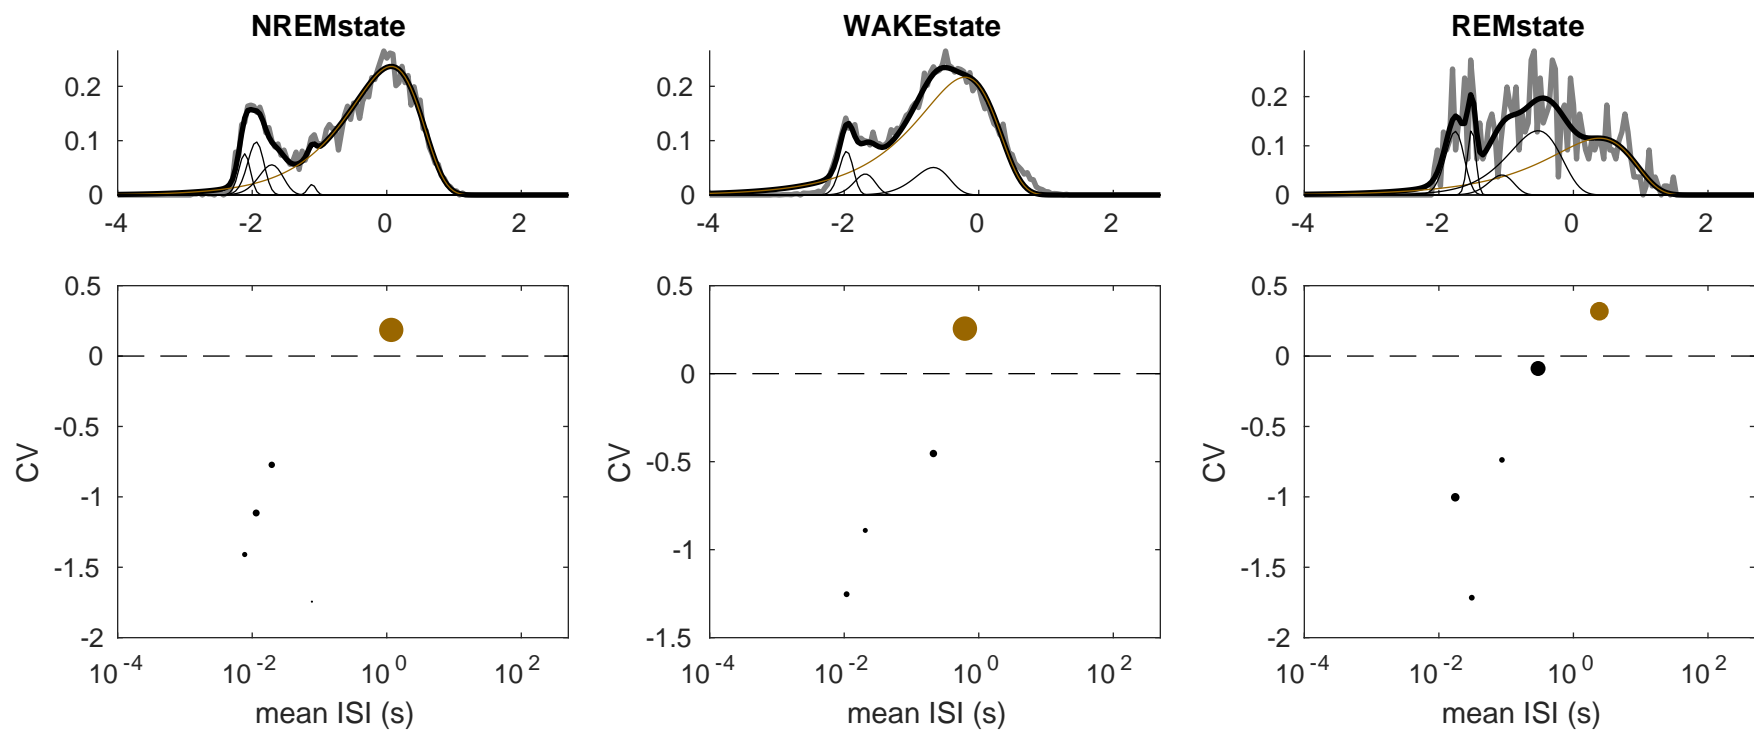 NREMstate WAKEstate REMstate
0.2 0.2 0.2
0.1 0.1 0.1
0 0 0
-4 -2 0 2 -4 -2 0 2 -4 -2 0 2
0.5 0.5 0.5
0 0 0
-0.5 -0.5 -0.5
CV CV CV
-1 -1 -1
-1.5 -1.5 -1.5
-2 -2
10^-4 10^-2 10^0 10^2 10^-4 10^-2 10^0 10^2 10^-4 10^-2 10^0 10^2
mean ISI (s) mean ISI (s) mean ISI (s)